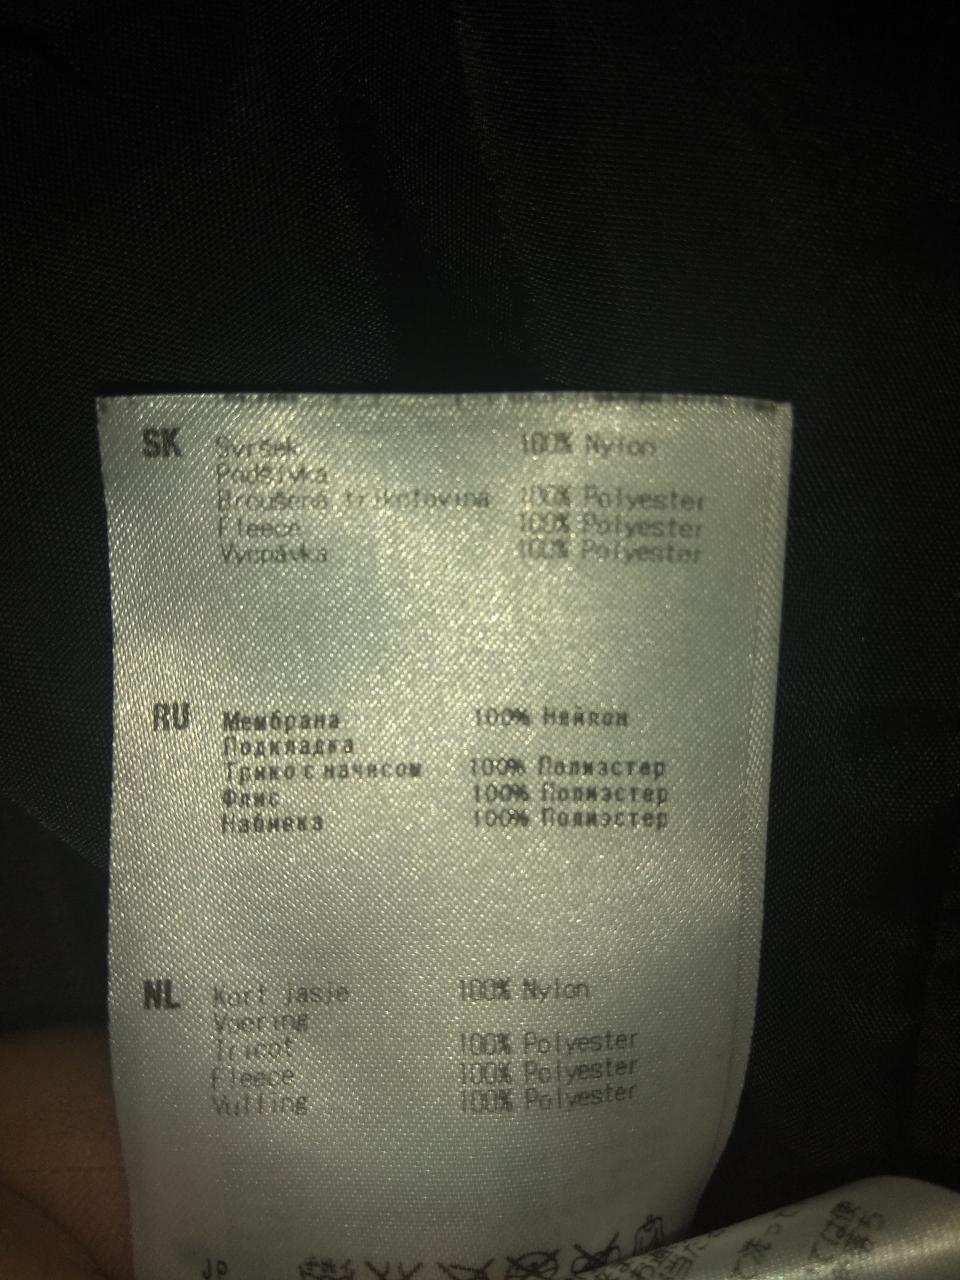 SK Svršek 100% Nylon
Podšívka
Broušená trikotovina 100% Polyester
Fleece 100% Polyester
Vycpávka 100% Polyester
RU Мембрана 100% Нейлон
Подкладка
Трико с начесом 100% Полиэстер
Флис 100% Полиэстер
Набивка 100% Полиэстер
NL Kort jasje 100% Nylon
Voering
Tricot 100% Polyester
Fleece 100% Polyester
Vulling 100% Polyester
JP